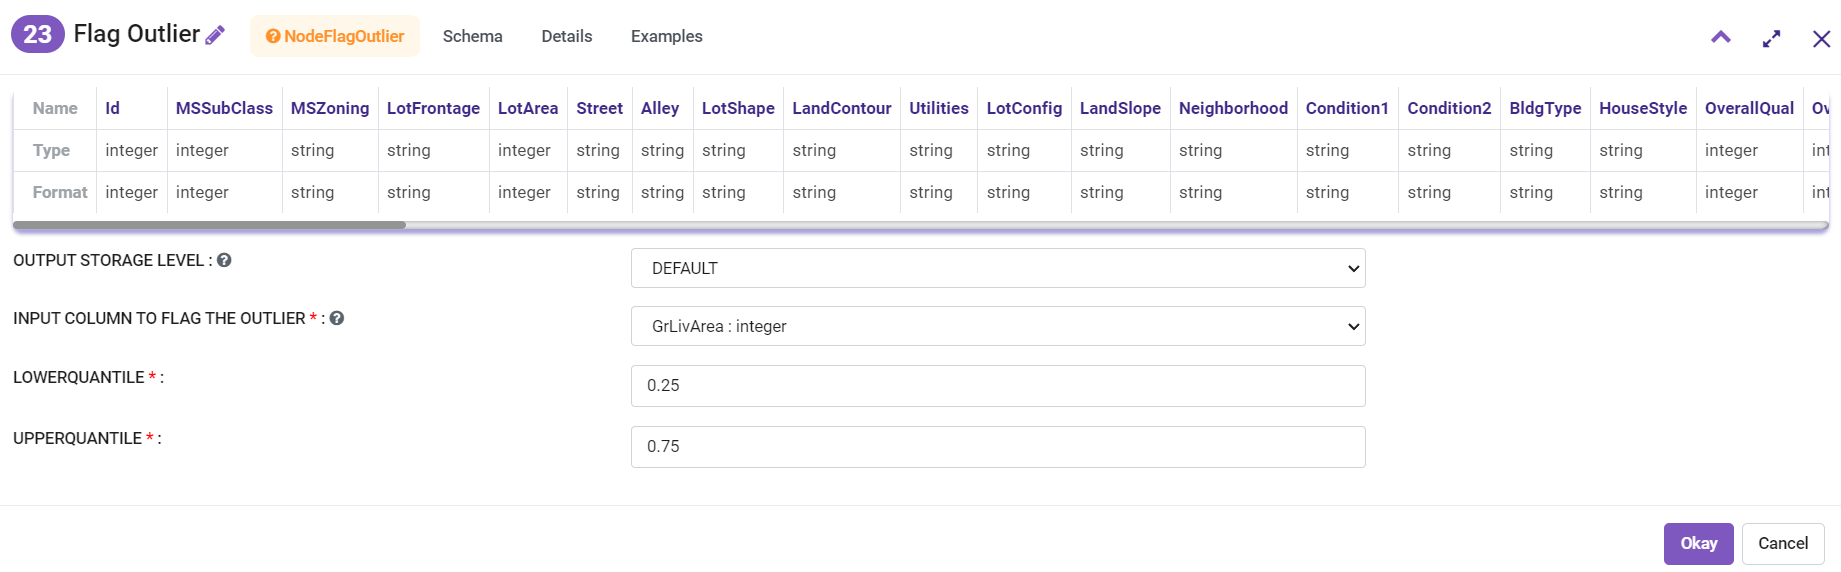 23 Flag Outlier NodeFlagOutlier Schema Details Examples
Name Id MSSubClass MSZoning LotFrontage LotArea Street Alley LotShape LandContour Utilities LotConfig LandSlope Neighborhood Condition1 Condition2 BldgType HouseStyle OverallQual Ov
Type integer integer string string integer string string string string string string string string string string string string integer int
Format integer integer string string integer string string string string string string string string string string string string integer int
OUTPUT STORAGE LEVEL : DEFAULT
INPUT COLUMN TO FLAG THE OUTLIER * : GrLivArea : integer
LOWERQUANTILE * : 0.25
UPPERQUANTILE * : 0.75
Okay Cancel